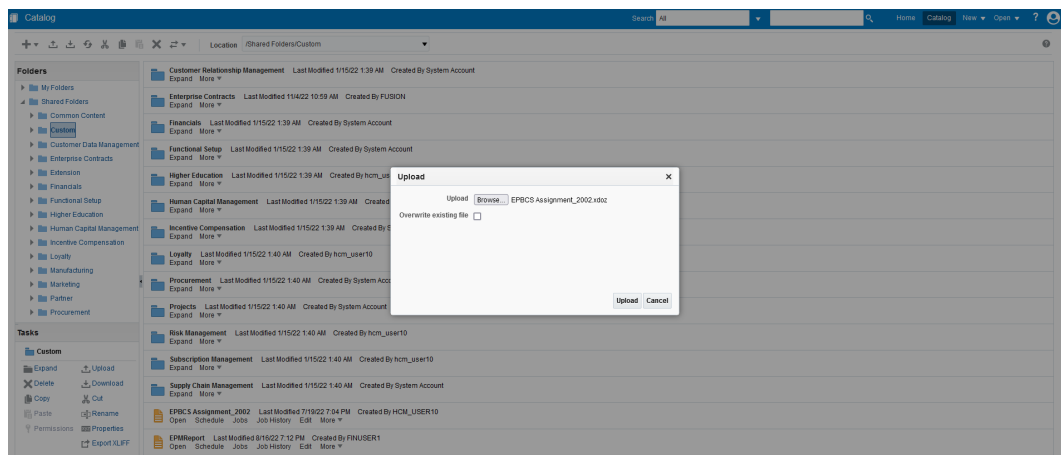 Catalog
Search All
Home Catalog New Open ?
Location /Shared Folders/Custom
Folders
My Folders
Shared Folders
Common Content
Custom
Customer Data Management
Enterprise Contracts
Extension
Financials
Functional Setup
Higher Education
Human Capital Management
Incentive Compensation
Loyalty
Manufacturing
Marketing
Partner
Procurement
Tasks
Custom
Expand Upload
Delete Download
Copy Cut
Paste Rename
Permissions Properties
Export XLIFF
Customer Relationship Management Last Modified 1/15/22 1:39 AM Created By System Account
Expand More
Enterprise Contracts Last Modified 11/4/22 10:59 AM Created By FUSION
Expand More
Financials Last Modified 1/15/22 1:39 AM Created By System Account
Expand More
Functional Setup Last Modified 1/15/22 1:39 AM Created By System Account
Expand More
Higher Education Last Modified 1/15/22 1:39 AM Created By hcm_us
Expand More
Human Capital Management Last Modified 1/15/22 1:39 AM Created
Expand More
Incentive Compensation Last Modified 1/15/22 1:39 AM Created By S
Expand More
Loyalty Last Modified 1/15/22 1:40 AM Created By hcm_user10
Expand More
Procurement Last Modified 1/15/22 1:40 AM Created By System Acco
Expand More
Projects Last Modified 1/15/22 1:40 AM Created By System Account
Expand More
Risk Management Last Modified 1/15/22 1:40 AM Created By hcm_user10
Expand More
Subscription Management Last Modified 1/15/22 1:40 AM Created By hcm_user10
Expand More
Supply Chain Management Last Modified 1/15/22 1:40 AM Created By System Account
Expand More
EPBCS Assignment_2002 Last Modified 7/19/22 7:04 PM Created By HCM_USER10
Open Schedule Jobs Job History Edit More
EPMReport Last Modified 8/16/22 7:12 PM Created By FINUSER1
Open Schedule Jobs Job History Edit More
Upload
Upload Browse... EPBCS Assignment_2002.xdoz
Overwrite existing file
Upload Cancel